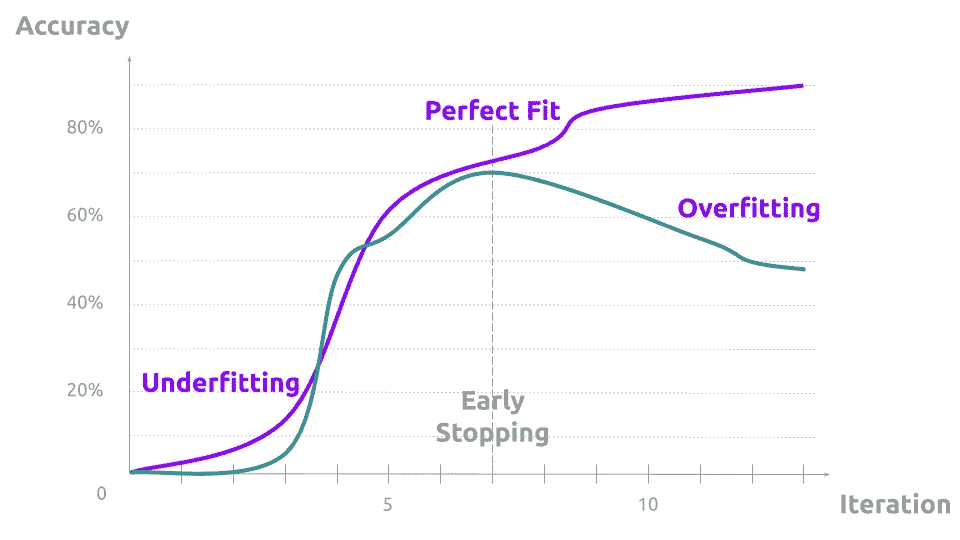 Accuracy
Perfect Fit
80%
Overfitting
60%
40%
Underfitting
20%
Early
Stopping
0
5
10
Iteration